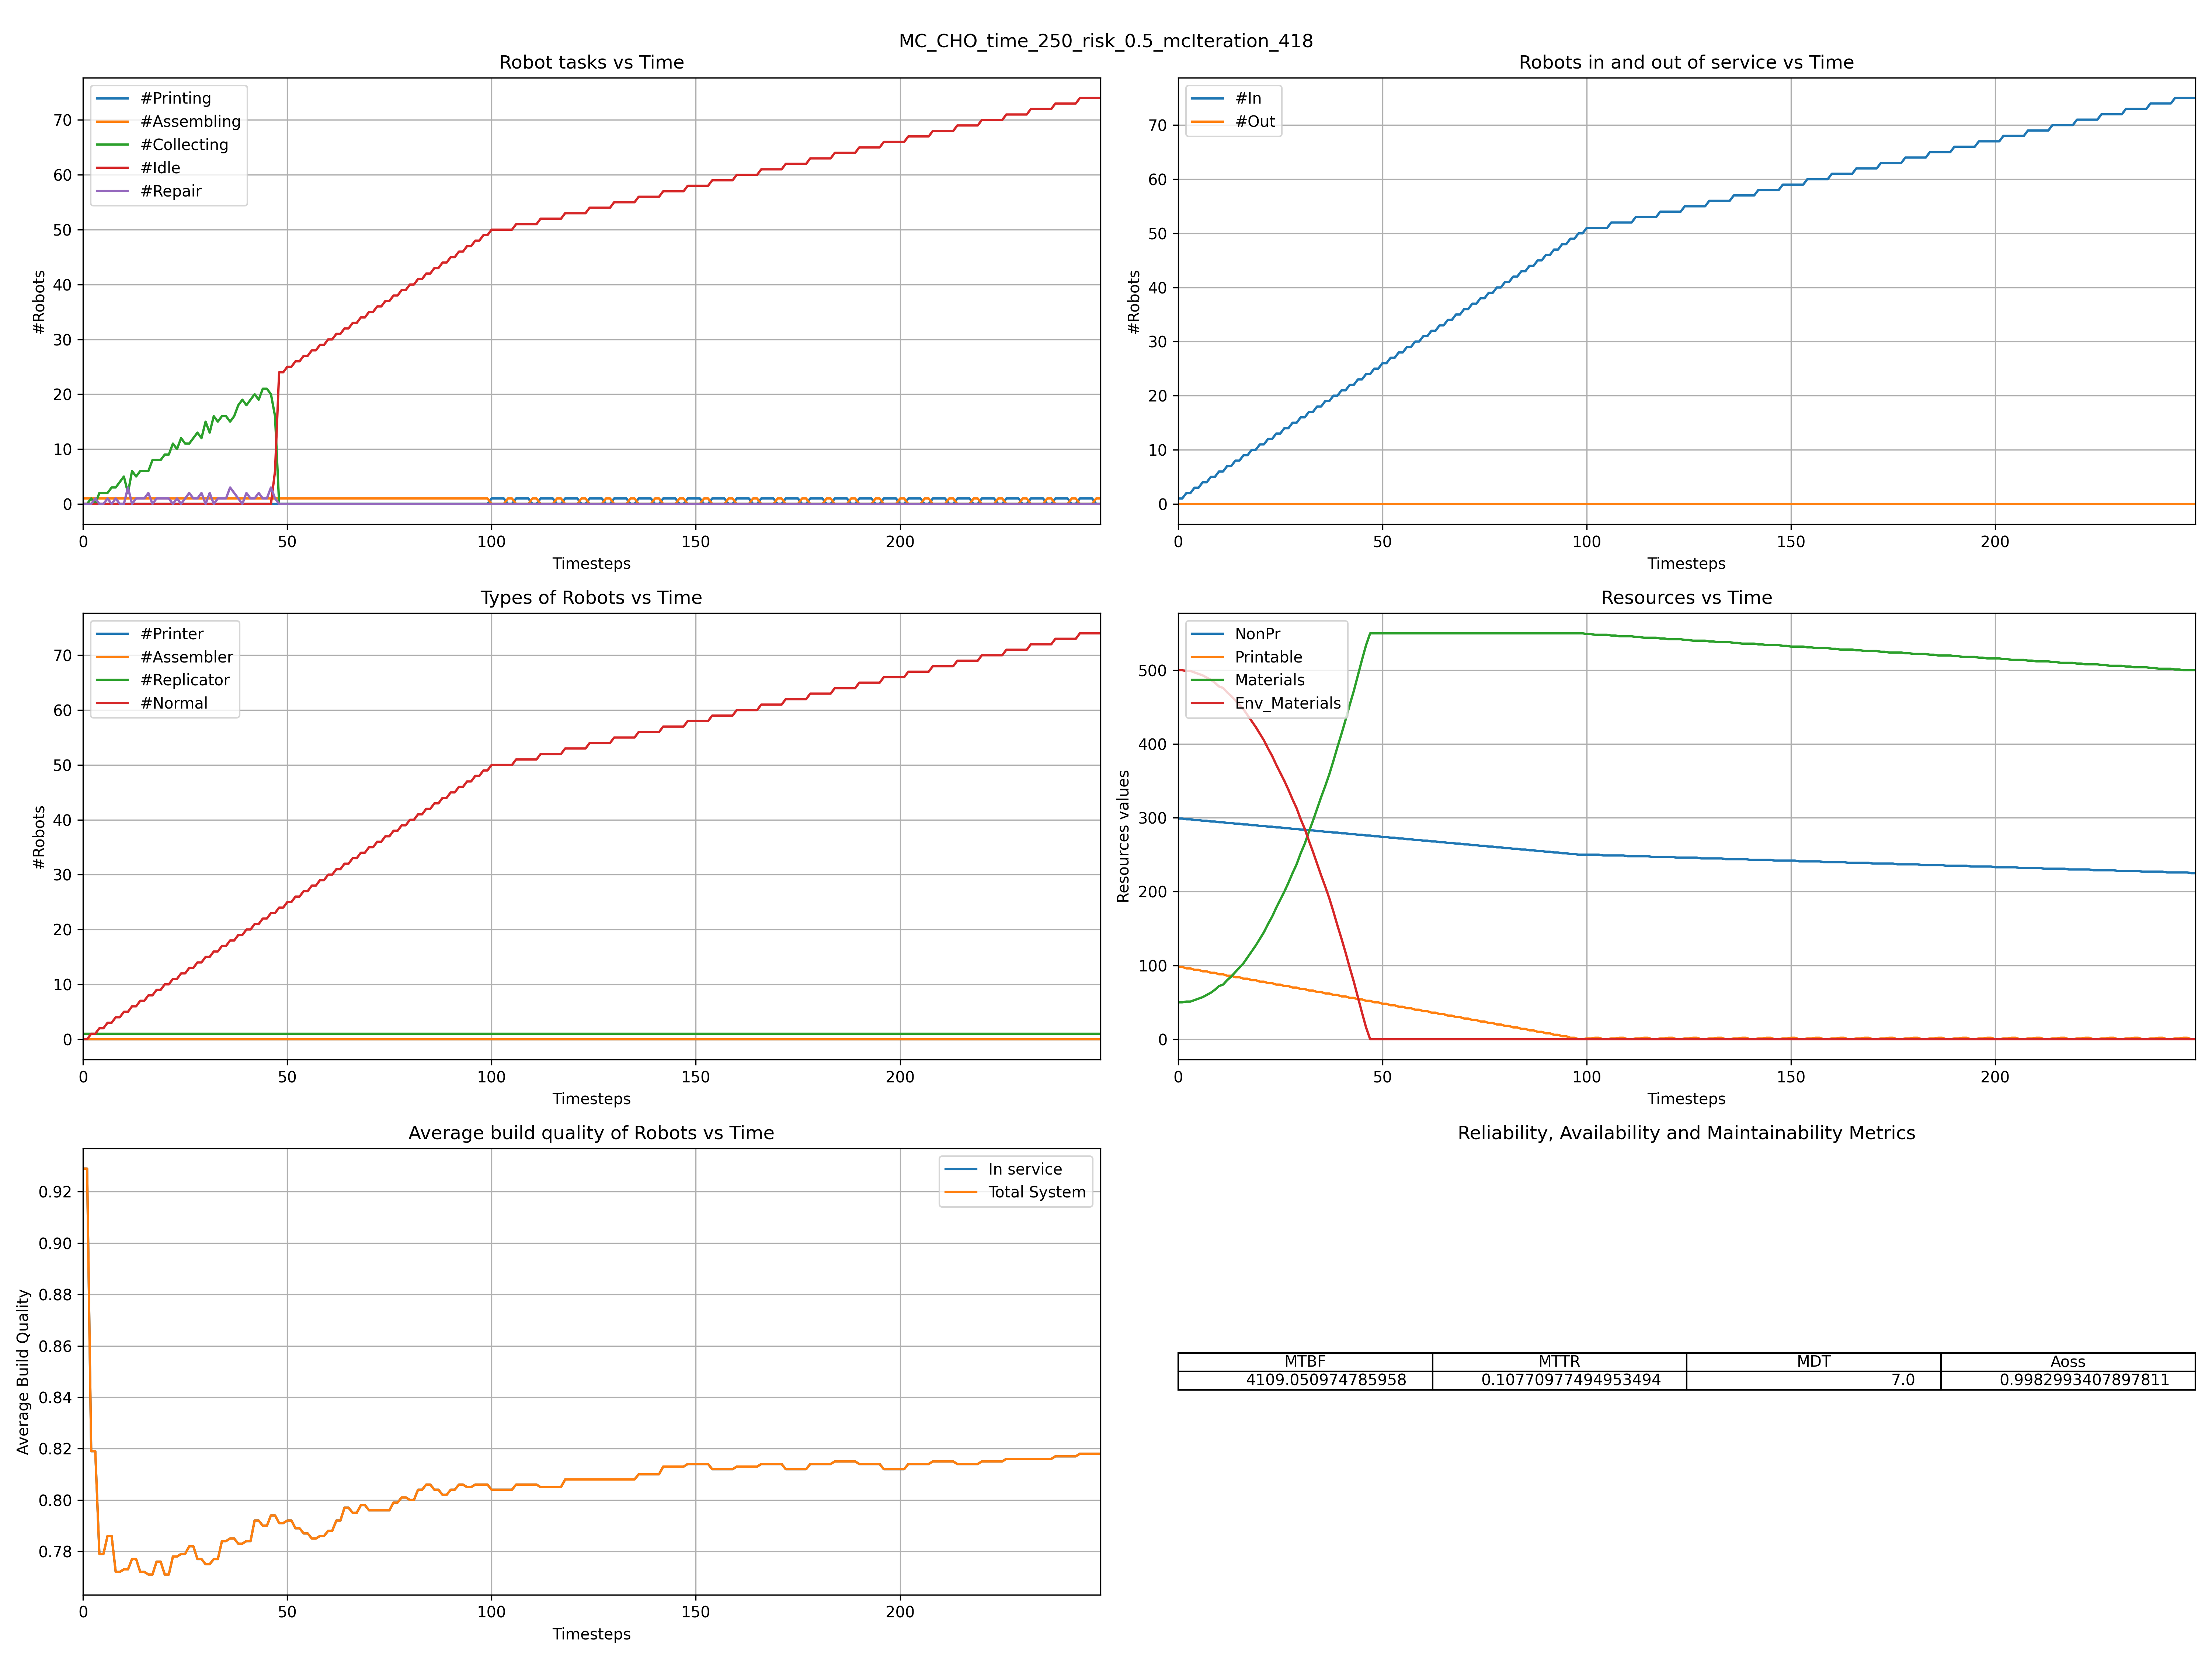 MC_CHO_time_250_risk_0.5_mcIteration_418
Robot tasks vs Time
#Printing
#Assembling
#Collecting
#Idle
#Repair
70
60
50
40
30
20
10
0
#Robots
0 50 100 150 200
Timesteps
Robots in and out of service vs Time
#In
#Out
70
60
50
40
30
20
10
0
#Robots
0 50 100 150 200
Timesteps
Types of Robots vs Time
#Printer
#Assembler
#Replicator
#Normal
70
60
50
40
30
20
10
0
#Robots
0 50 100 150 200
Timesteps
Resources vs Time
NonPr
Printable
Materials
Env_Materials
500
400
300
200
100
0
Resources values
0 50 100 150 200
Timesteps
Average build quality of Robots vs Time
In service
Total System
0.92
0.90
0.88
0.86
0.84
0.82
0.80
0.78
Average Build Quality
0 50 100 150 200
Timesteps
Reliability, Availability and Maintainability Metrics
MTBF MTTR MDT Aoss
4109.050974785958 0.10770977494953494 7.0 0.9982993407897811